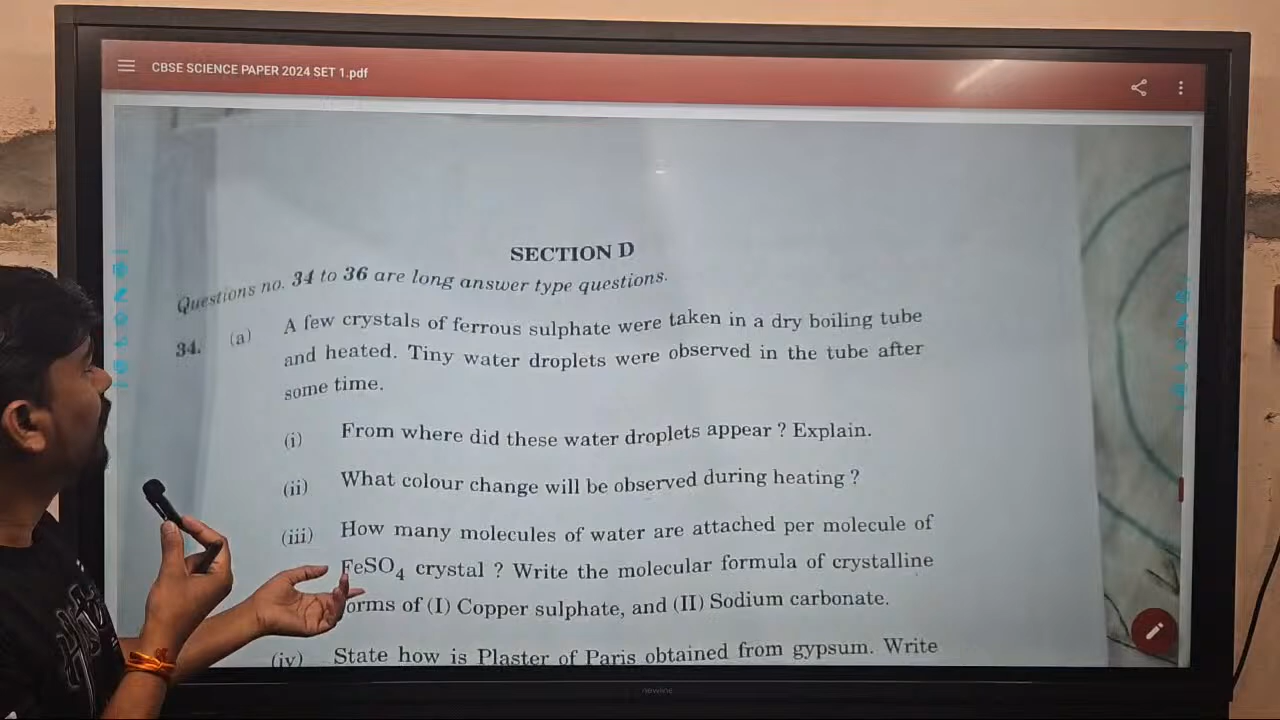 CBSE SCIENCE PAPER 2024 SET 1.pdf
SECTION D
Questions no. 34 to 36 are long answer type questions.
34. (a) A few crystals of ferrous sulphate were taken in a dry boiling tube
and heated. Tiny water droplets were observed in the tube after
some time.
(i) From where did these water droplets appear ? Explain.
(ii) What colour change will be observed during heating ?
(iii) How many molecules of water are attached per molecule of
FeSO4 crystal ? Write the molecular formula of crystalline
orms of (I) Copper sulphate, and (II) Sodium carbonate.
(iv) State how is Plaster of Paris obtained from gypsum. Write
newline